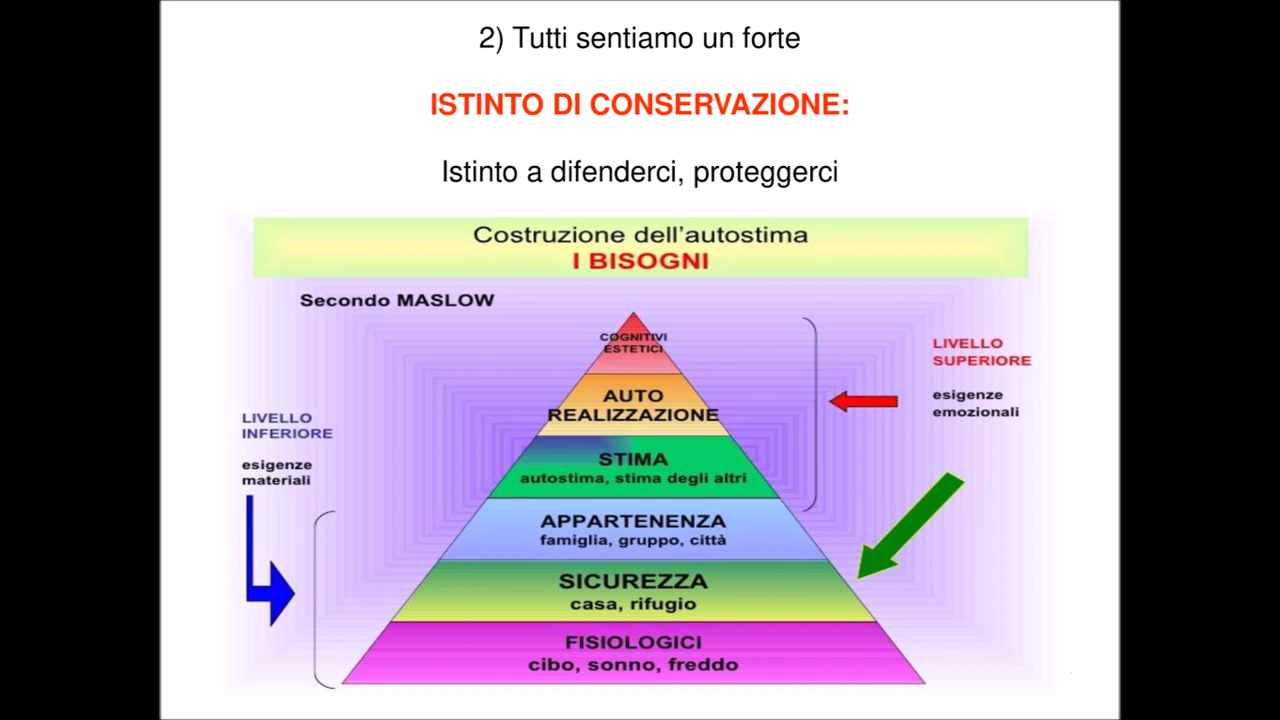 2) Tutti sentiamo un forte
ISTINTO DI CONSERVAZIONE:
Istinto a difenderci, proteggerci
Costruzione dell'autostima
I BISOGNI
Secondo MASLOW
COGNITIVI
ESTETICI
AUTO
REALIZZAZIONE
STIMA
autostima, stima degli altri
APPARTENENZA
famiglia, gruppo, città
SICUREZZA
casa, rifugio
FISIOLOGICI
cibo, sonno, freddo
LIVELLO
SUPERIORE
esigenze
emozionali
LIVELLO
INFERIORE
esigenze
materiali